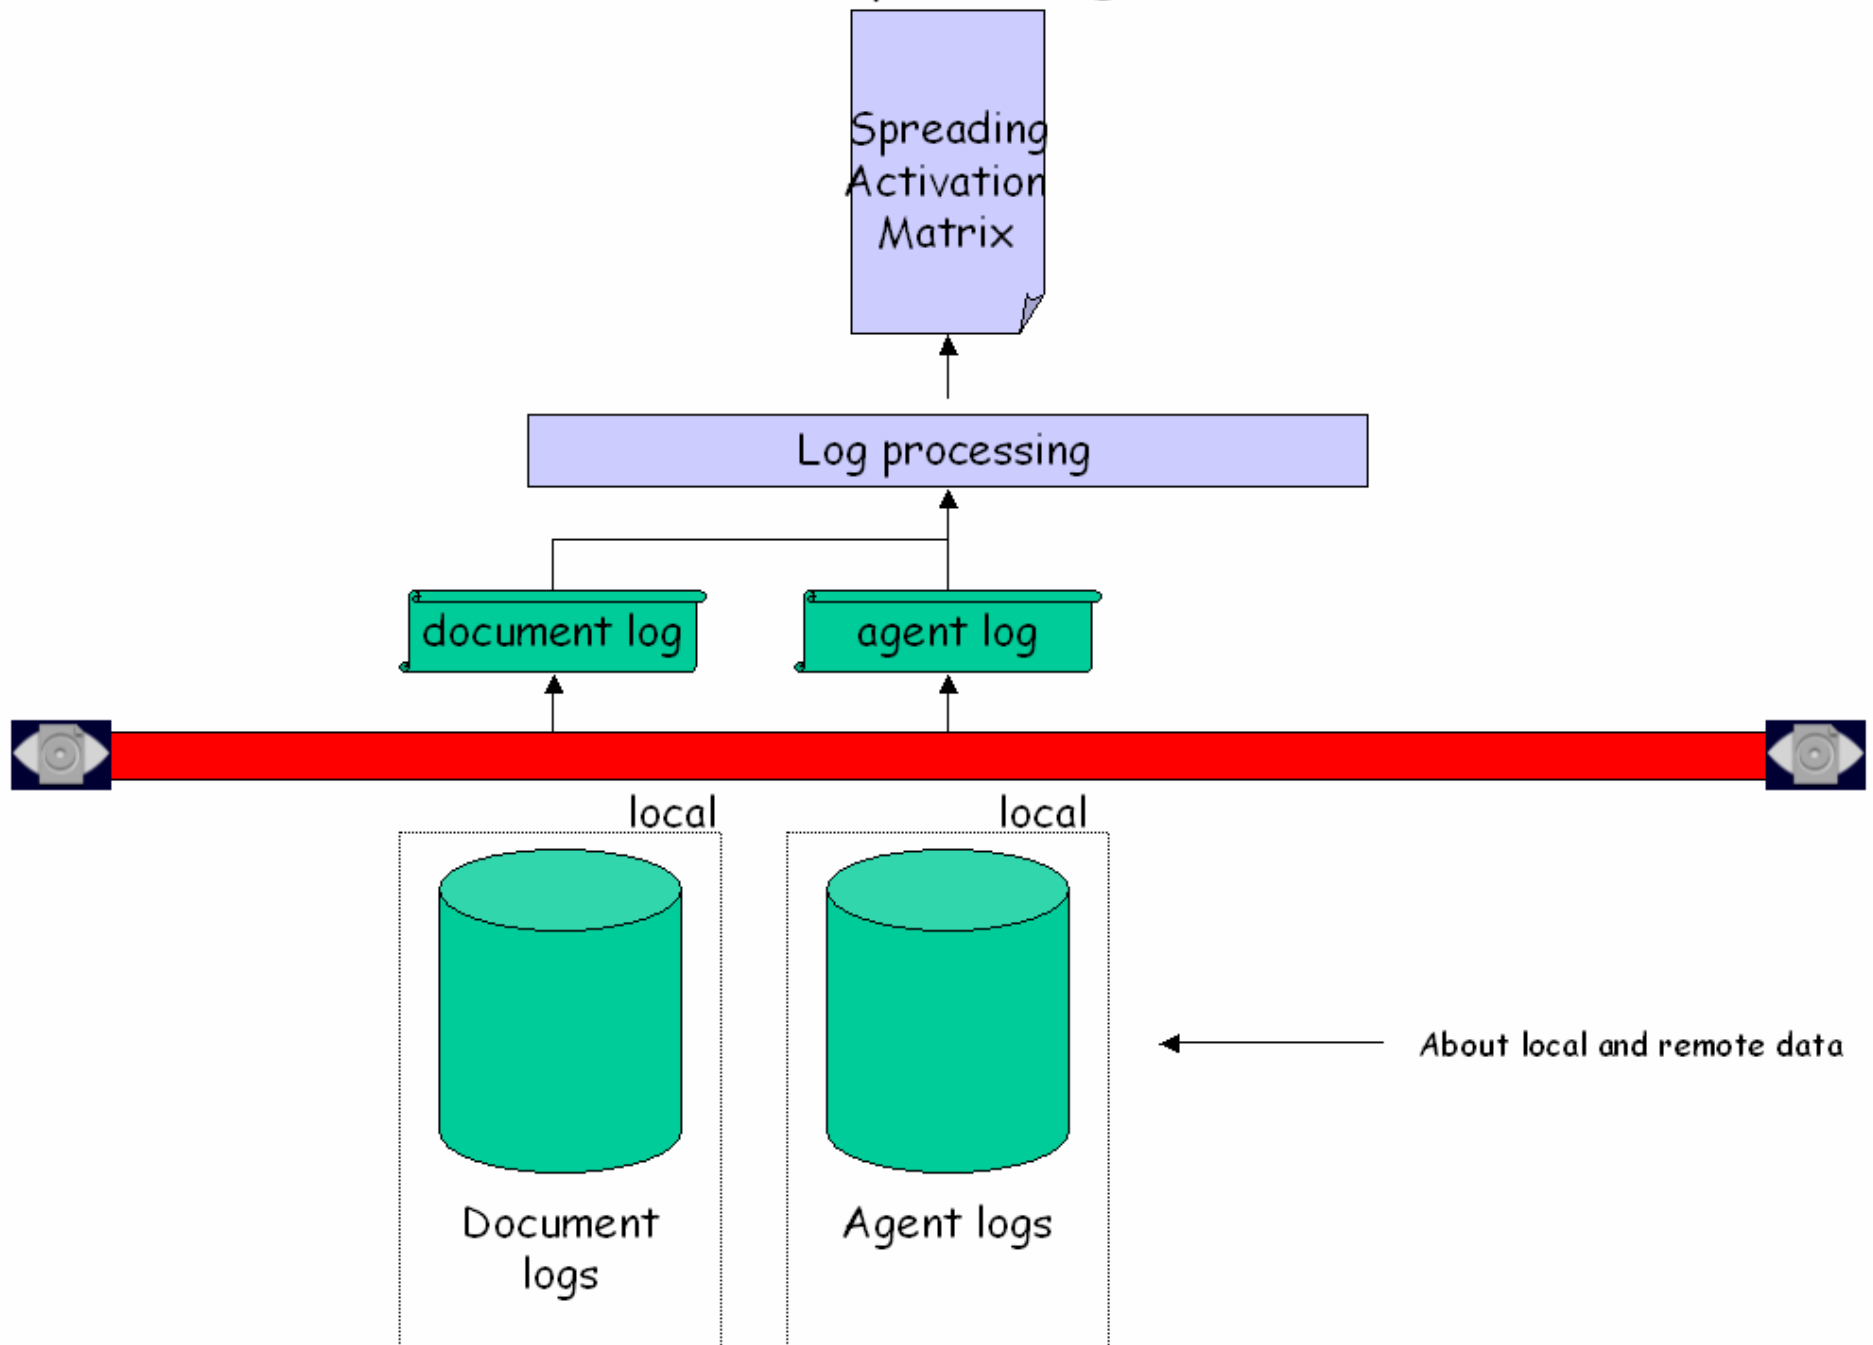 Spreading
Activation
Matrix
Log processing
document log
agent log
local
local
Document
logs
Agent logs
About local and remote data